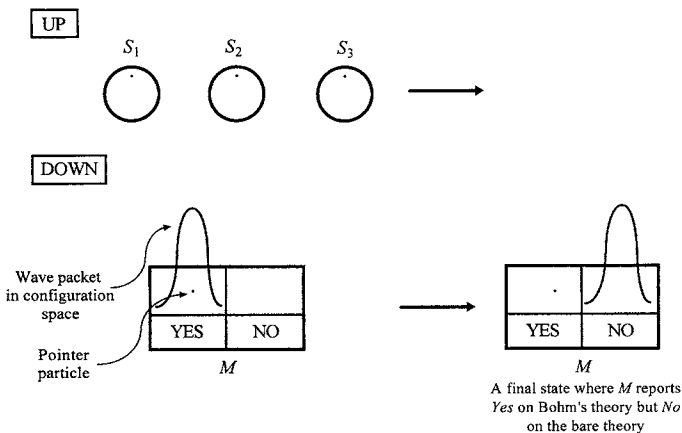 UP
S1 S2 S3
DOWN
Wave packet
in configuration
space
Pointer
particle
YES NO
M
YES NO
M
A final state where M reports
Yes on Bohm's theory but No
on the bare theory